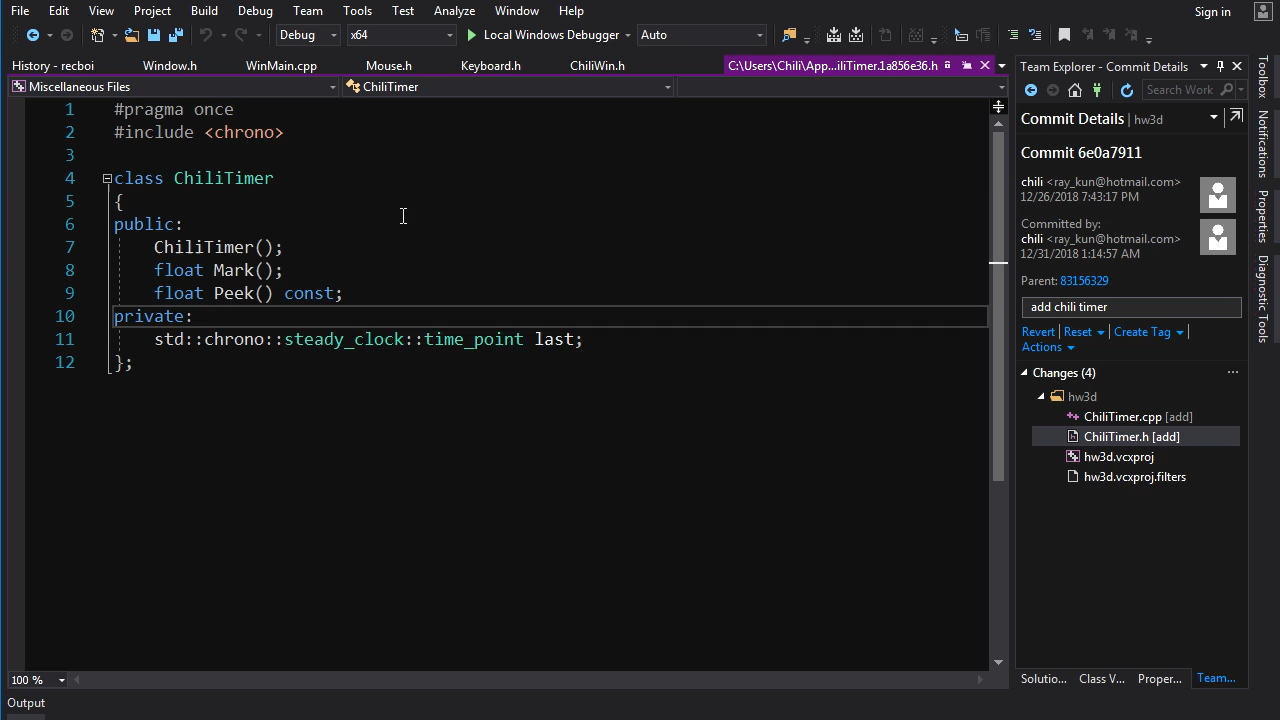 File Edit View Project Build Debug Team Tools Test Analyze Window Help Sign in
Debug x64 Local Windows Debugger Auto
History - recboi Window.h WinMain.cpp Mouse.h Keyboard.h ChiliWin.h C:\Users\Chili\App...iliTimer.1a856e36.h
Miscellaneous Files ChiliTimer
1 #pragma once
2 #include <chrono>
3
4 class ChiliTimer
5 {
6 public:
7 ChiliTimer();
8 float Mark();
9 float Peek() const;
10 private:
11 std::chrono::steady_clock::time_point last;
12 };
100 %
Output
Team Explorer - Commit Details
Search Work
Commit Details | hw3d
Commit 6e0a7911
chili <ray_kun@hotmail.com>
12/26/2018 7:43:17 PM
Committed by:
chili <ray_kun@hotmail.com>
12/31/2018 1:14:57 AM
Parent: 83156329
add chili timer
Revert Reset Create Tag
Actions
Changes (4) ...
hw3d
ChiliTimer.cpp [add]
ChiliTimer.h [add]
hw3d.vcxproj
hw3d.vcxproj.filters
Solutio... Class V... Proper... Team...
Toolbox
Notifications
Properties
Diagnostic Tools